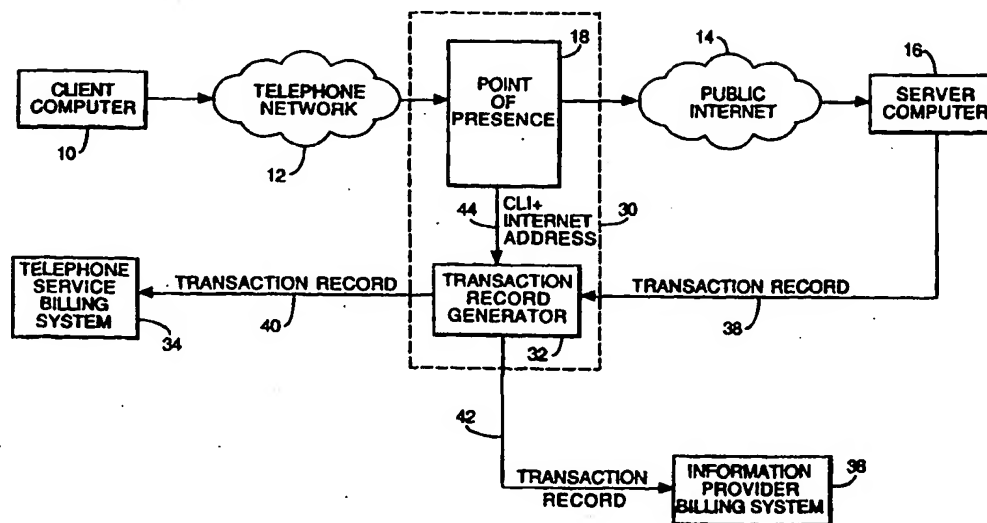 18
14
16
CLIENT
COMPUTER
10
TELEPHONE
NETWORK
12
POINT
OF
PRESENCE
PUBLIC
INTERNET
SERVER
COMPUTER
44
CLI+
INTERNET
ADDRESS
30
TELEPHONE
SERVICE
BILLING
SYSTEM
34
TRANSACTION RECORD
40
TRANSACTION
RECORD
GENERATOR
32
TRANSACTION RECORD
38
42
TRANSACTION
RECORD
INFORMATION
PROVIDER
BILLING SYSTEM
36